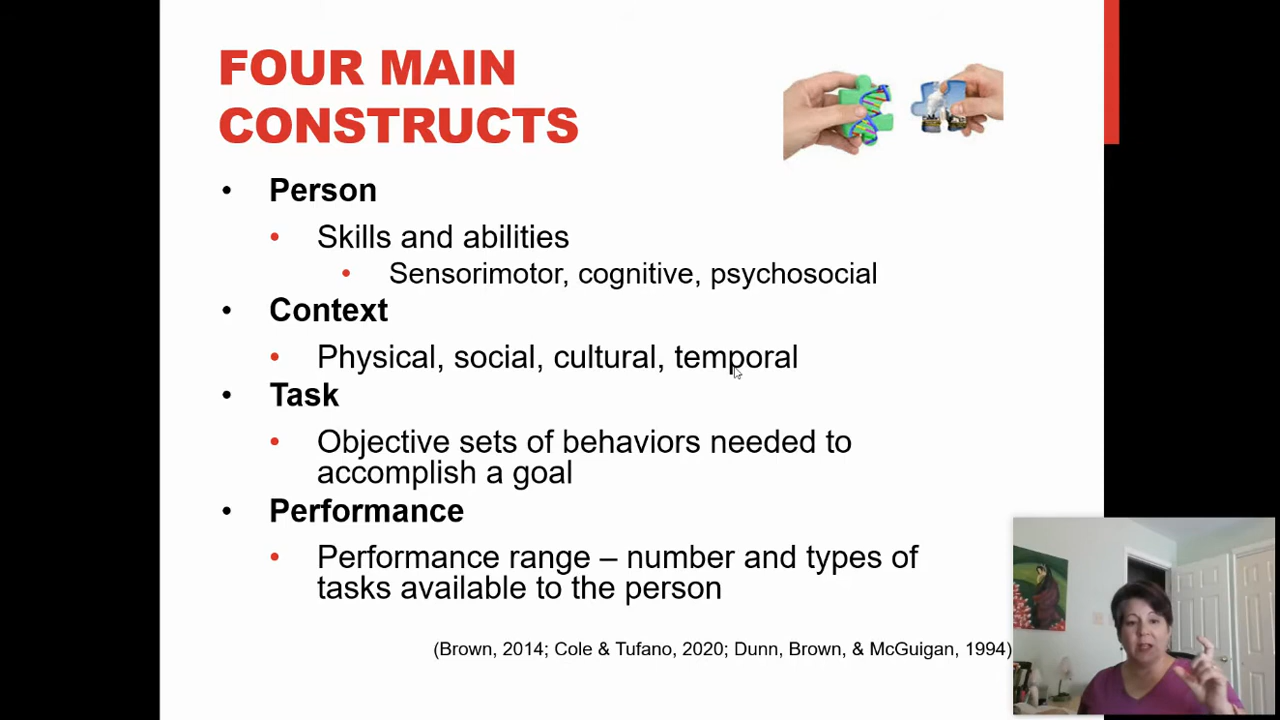 FOUR MAIN
CONSTRUCTS
• Person
• Skills and abilities
• Sensorimotor, cognitive, psychosocial
• Context
• Physical, social, cultural, temporal
• Task
• Objective sets of behaviors needed to
accomplish a goal
• Performance
• Performance range – number and types of
tasks available to the person
(Brown, 2014; Cole & Tufano, 2020; Dunn, Brown, & McGuigan, 1994)